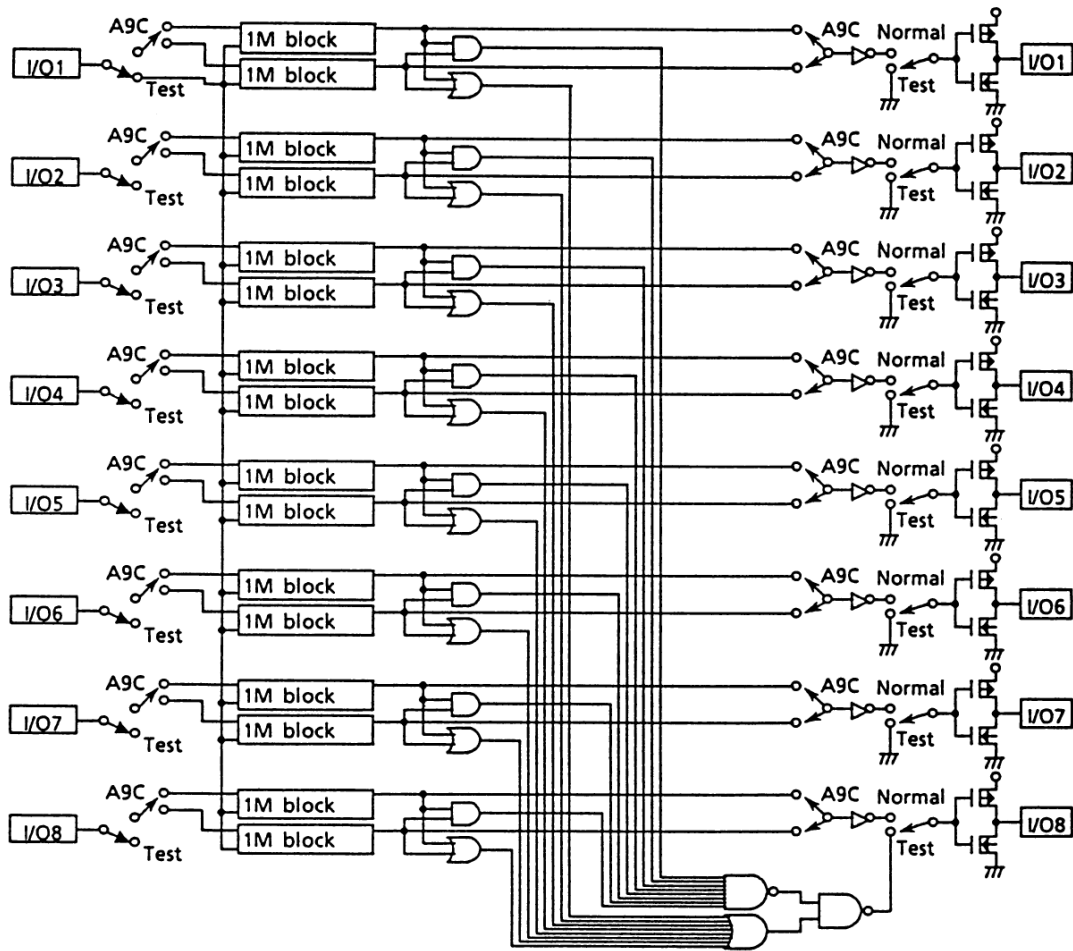 A9C 1M block A9C Normal
I/O1 1M block I/O1
Test Test
A9C 1M block A9C Normal
I/O2 1M block I/O2
Test Test
A9C 1M block A9C Normal
I/O3 1M block I/O3
Test Test
A9C 1M block A9C Normal
I/O4 1M block I/O4
Test Test
A9C 1M block A9C Normal
I/O5 1M block I/O5
Test Test
A9C 1M block A9C Normal
I/O6 1M block I/O6
Test Test
A9C 1M block A9C Normal
I/O7 1M block I/O7
Test Test
A9C 1M block A9C Normal
I/O8 1M block I/O8
Test Test